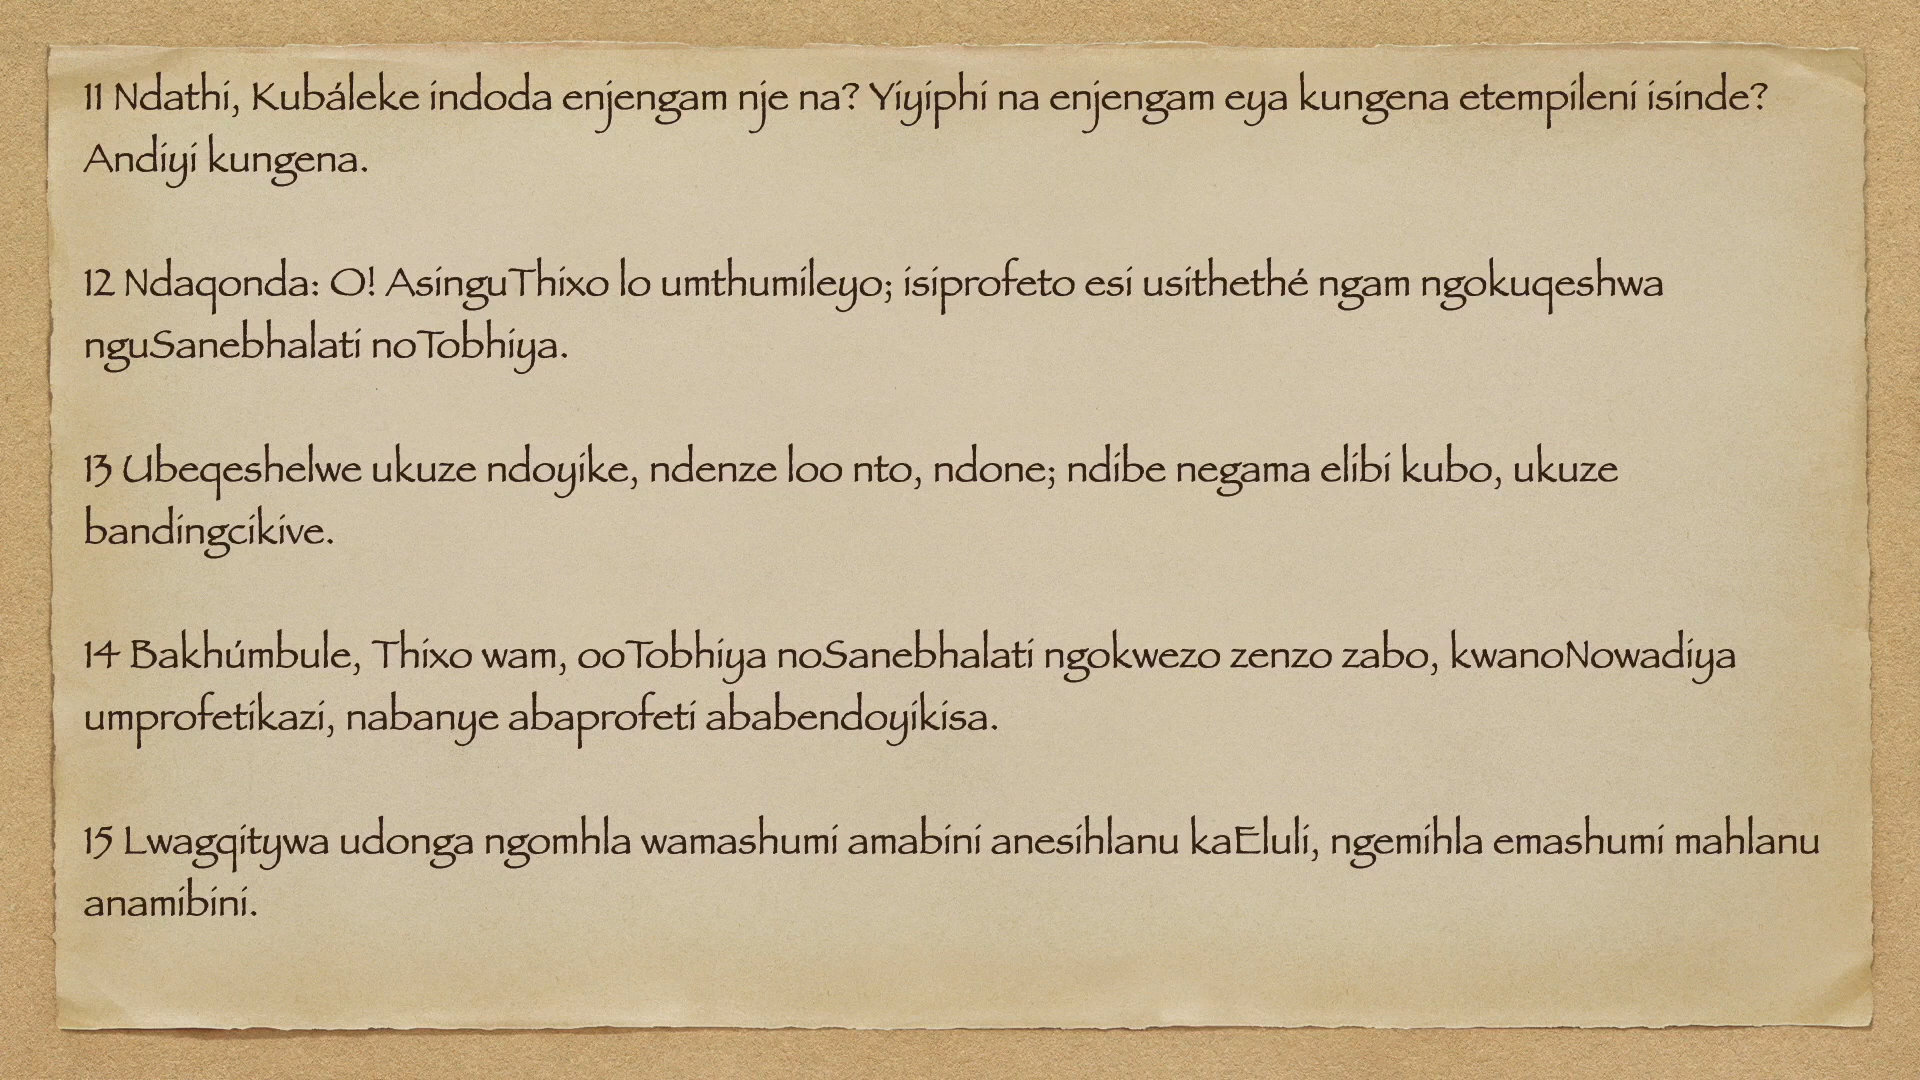 11 Ndathi, Kubáleke indoda enjengam nje na? Yiyiphi na enjengam eya kungena etempileni isinde?
Andiyi kungena.
12 Ndaqonda: O! AsinguThixo lo umthumileyo; isiprofeto esi usithethé ngam ngokuqeshwa
nguSanebhalati noTobhiya.
13 Ubeqeshelwe ukuze ndoyike, ndenze loo nto, ndone; ndibe negama elibi kubo, ukuze
bandingcikive.
14 Bakhúmbule, Thixo wam, ooTobhiya noSanebhalati ngokwezo zenzo zabo, kwanoNowadiya
umprofetikazi, nabanye abaprofeti ababendoyikisa.
15 Lwagqitywa udonga ngomhla wamashumi amabini anesihlanu kaEluli, ngemihla emashumi mahlanu
anamibini.